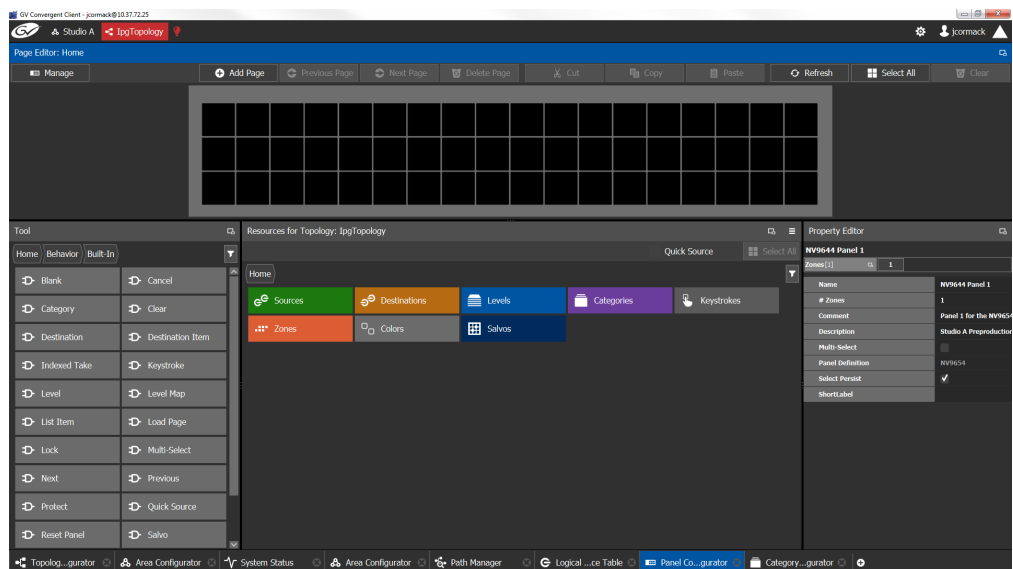 GV Convergent Client - jcormack@10.37.72.25
GV Studio A IpgTopology jcormack
Page Editor: Home
Manage Add Page Previous Page Next Page Delete Page Cut Copy Paste Refresh Select All Clear
Tool Resources for Topology: IpgTopology Property Editor
Home Behavior Built-In Quick Source Select All NV9644 Panel 1
Zones[1] 1
Home
Blank Cancel
Category Clear
Destination Destination Item
Indexed Take Keystroke
Level Level Map
List Item Load Page
Lock Multi-Select
Next Previous
Protect Quick Source
Reset Panel Salvo
Sources Destinations Levels Categories Keystrokes
Zones Colors Salvos
Name NV9644 Panel 1
# Zones 1
Comment Panel 1 for the NV9654
Description Studio A Preproduction
Multi-Select
Panel Definition NV9654
Select Persist
ShortLabel
Topolog...gurator Area Configurator System Status Area Configurator Path Manager Logical ...ce Table Panel Co...gurator Category...gurator